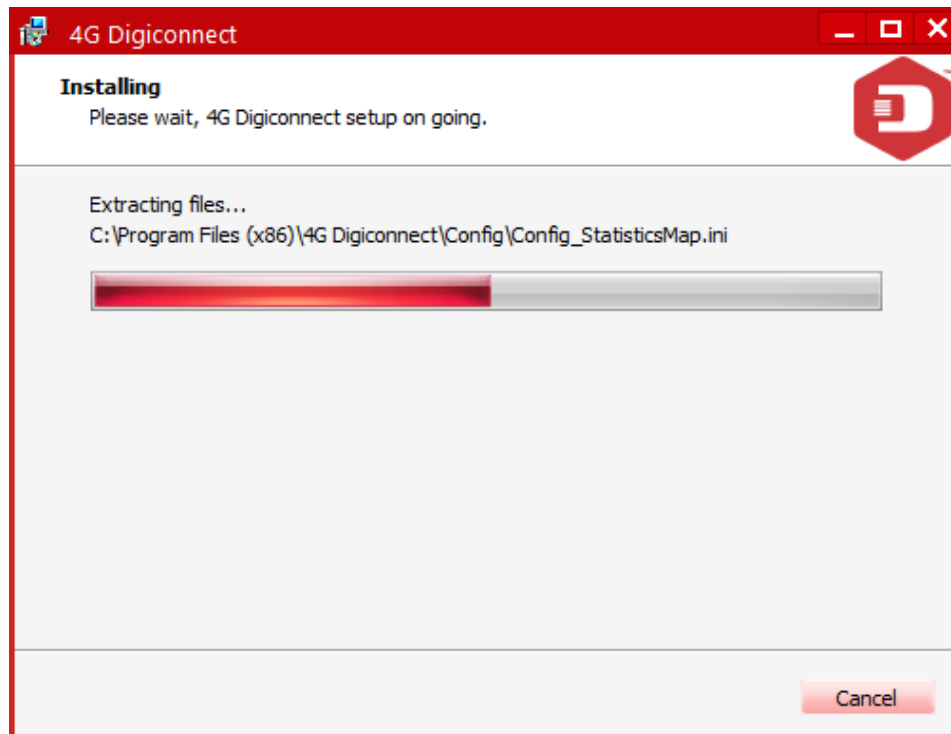 4G Digiconnect
Installing
Please wait, 4G Digiconnect setup on going.
Extracting files...
C:\Program Files (x86)\4G Digiconnect\Config\Config_StatisticsMap.ini
Cancel